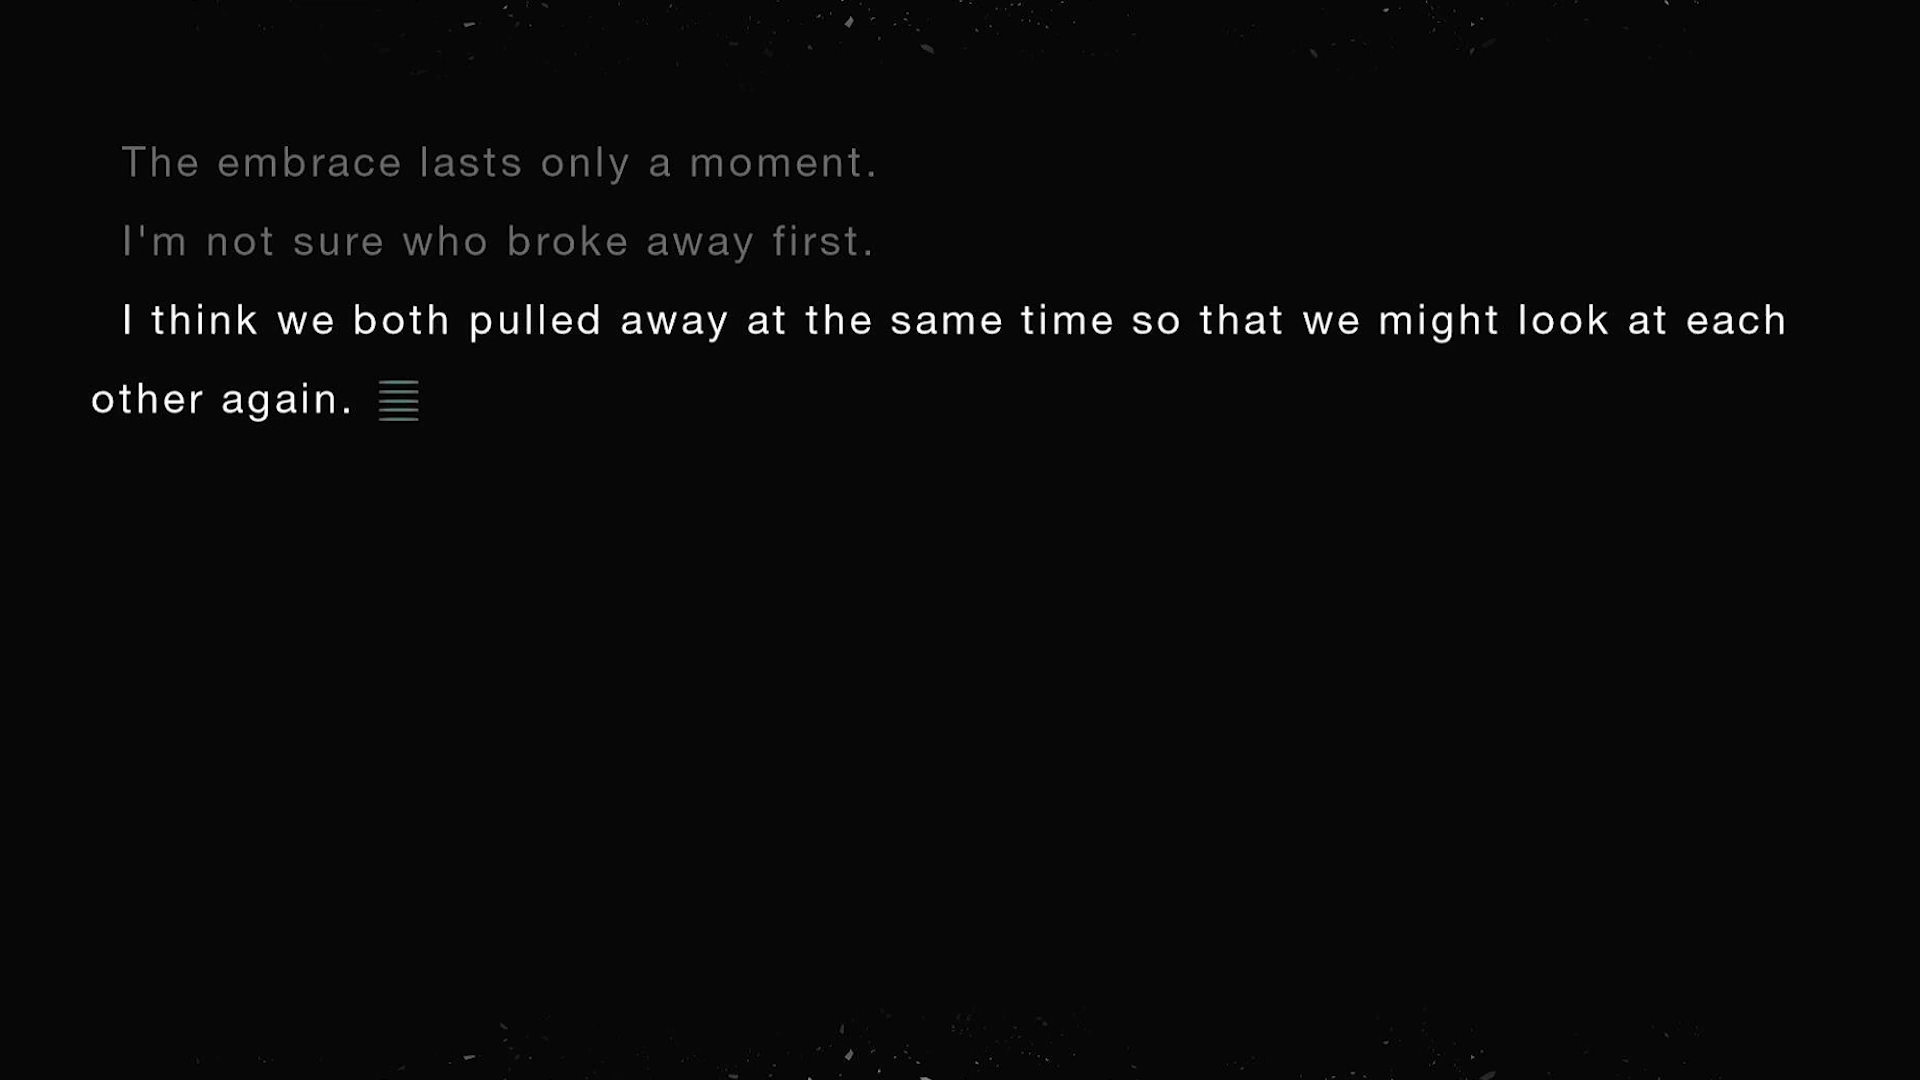 The embrace lasts only a moment.
I'm not sure who broke away first.
I think we both pulled away at the same time so that we might look at each
other again.